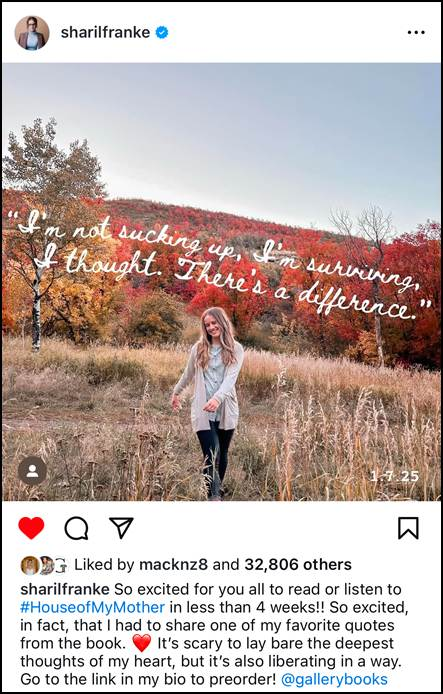 sharilfranke
"I'm not sucking up, I'm surviving,
I thought. There's a difference."
1.7.25
Liked by macknz8 and 32,806 others
sharilfranke So excited for you all to read or listen to
#HouseofMyMother in less than 4 weeks!! So excited,
in fact, that I had to share one of my favorite quotes
from the book. ❤️ It's scary to lay bare the deepest
thoughts of my heart, but it's also liberating in a way.
Go to the link in my bio to preorder! @gallerybooks